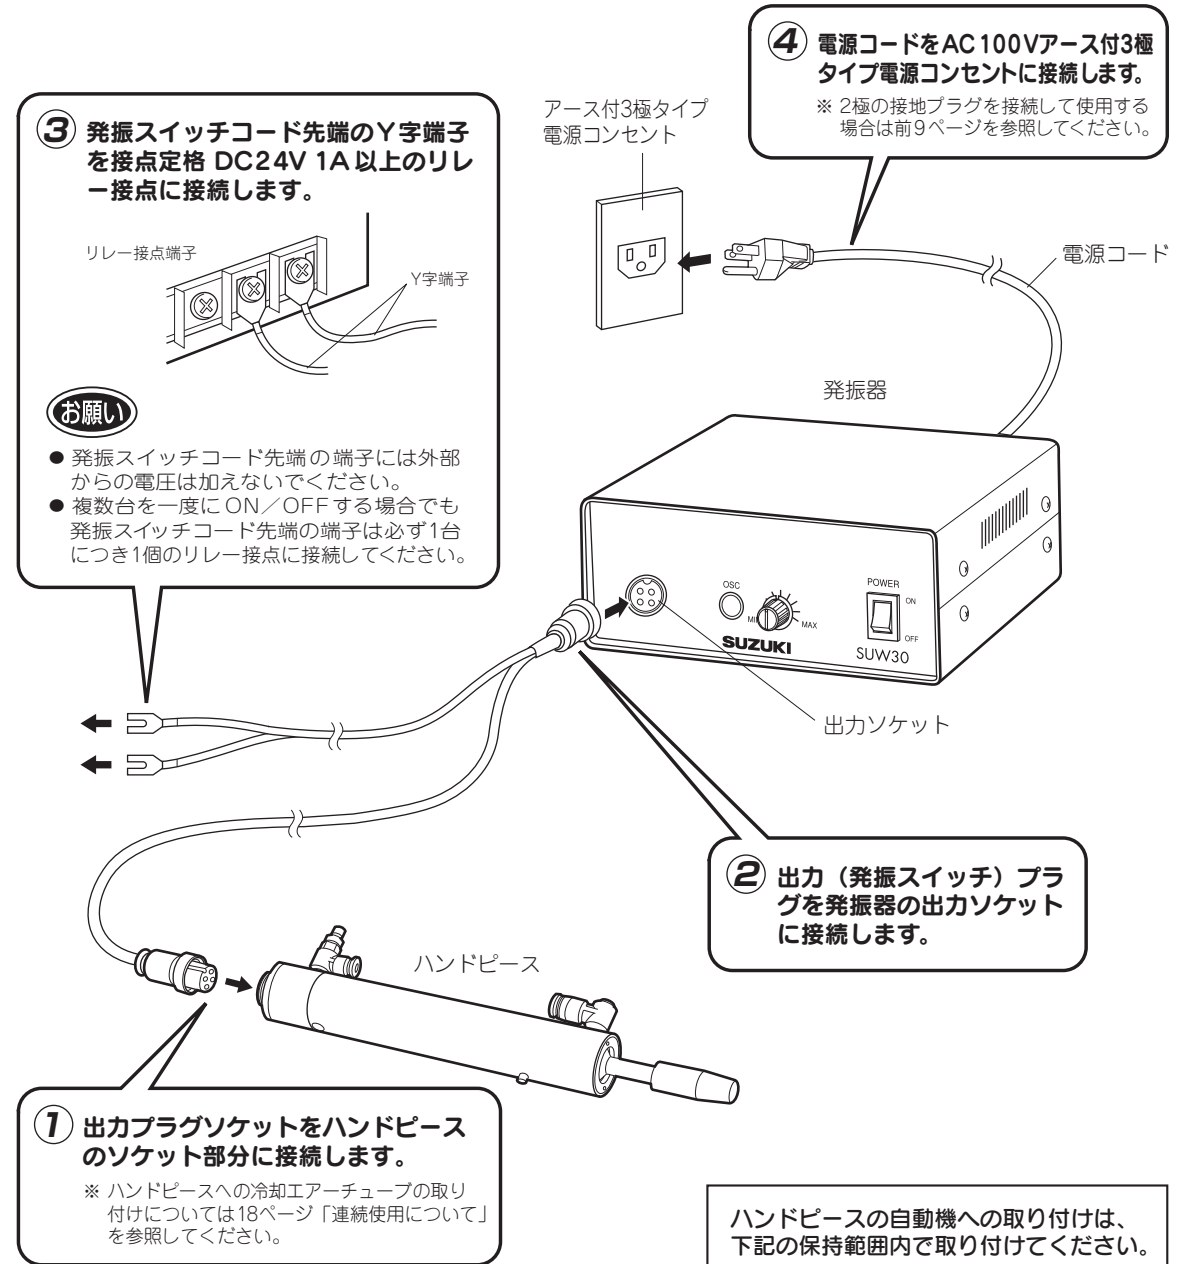 ④ 電源コードをAC100Vアース付3極
タイプ電源コンセントに接続します。
※ 2極の接地プラグを接続して使用する
場合は前9ページを参照してください。
アース付3極タイプ
電源コンセント
③ 発振スイッチコード先端のY字端子
を接点定格 DC24V 1A以上のリレ
ー接点に接続します。
リレー接点端子
Y字端子
お願い
● 発振スイッチコード先端の端子には外部
からの電圧は加えないでください。
● 複数台を一度にON／OFFする場合でも
発振スイッチコード先端の端子は必ず1台
につき1個のリレー接点に接続してください。
電源コード
発振器
OSC
MAX
SUZUKI
POWER
ON
OFF
SUW30
出力ソケット
② 出力（発振スイッチ）プラ
グを発振器の出力ソケット
に接続します。
ハンドピース
① 出力プラグソケットをハンドピース
のソケット部分に接続します。
※ ハンドピースへの冷却エアーチューブの取り
付けについては18ページ「連続使用について」
を参照してください。
ハンドピースの自動機への取り付けは、
下記の保持範囲内で取り付けてください。